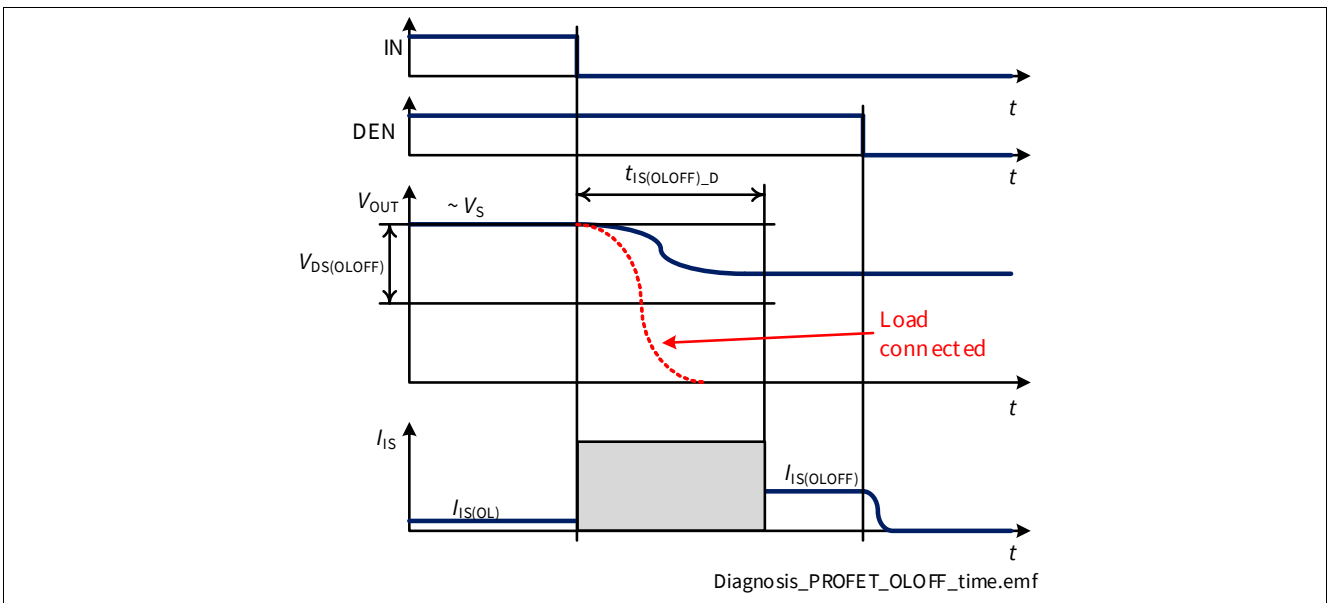 IN
t
DEN
t
tIS(OLOFF)_D
VOUT
~ VS
VDS(OLOFF)
Load
connected
t
IIS
IIS(OLOFF)
IIS(OL)
t
Diagnosis_PROFET_OLOFF_time.emf